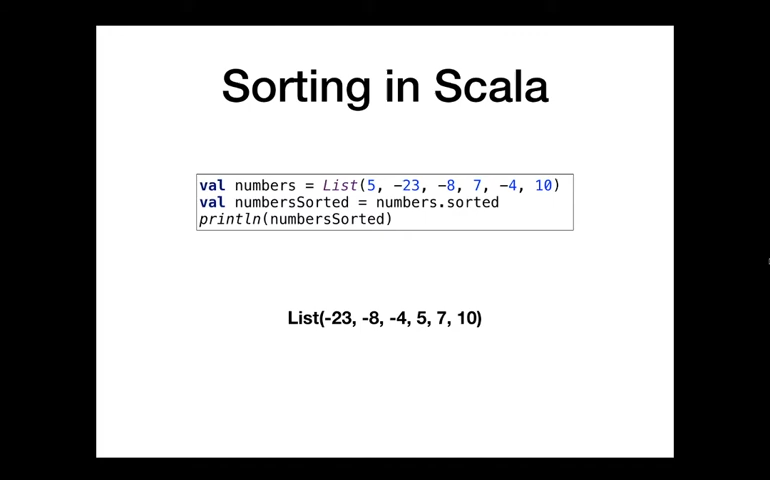 Sorting in Scala
val numbers = List(5, -23, -8, 7, -4, 10)
val numbersSorted = numbers.sorted
println(numbersSorted)
List(-23, -8, -4, 5, 7, 10)